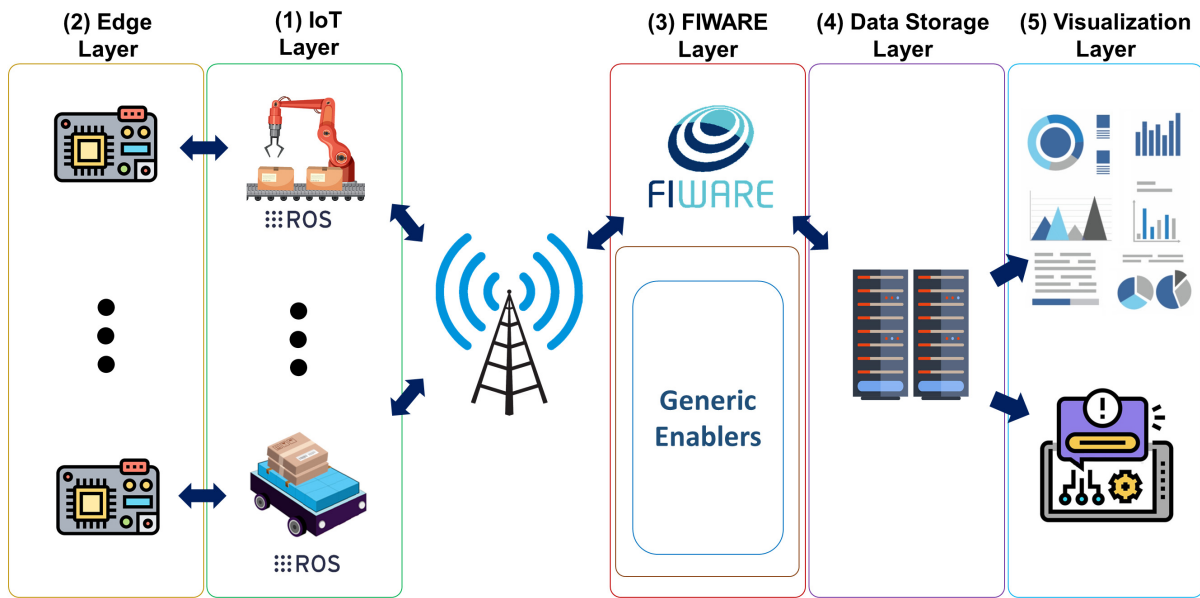 (2) Edge
Layer
(1) IoT
Layer
(3) FIWARE
Layer
(4) Data Storage
Layer
(5) Visualization
Layer
ROS
FIWARE
Generic
Enablers
ROS